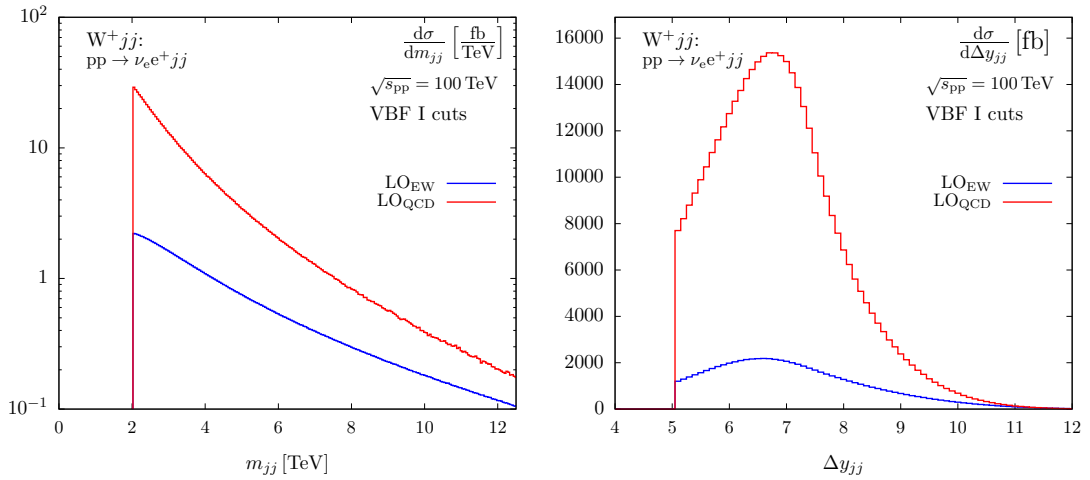 W⁺jj:
pp → νₑe⁺jj
dσ/dm_jj [fb/TeV]
√s_pp = 100 TeV
VBF I cuts
LO_EW
LO_QCD
10²
10
1
10⁻¹
0 2 4 6 8 10 12
m_jj [TeV]
W⁺jj:
pp → νₑe⁺jj
dσ/dΔy_jj [fb]
√s_pp = 100 TeV
VBF I cuts
LO_EW
LO_QCD
16000
14000
12000
10000
8000
6000
4000
2000
0
4 5 6 7 8 9 10 11 12
Δy_jj